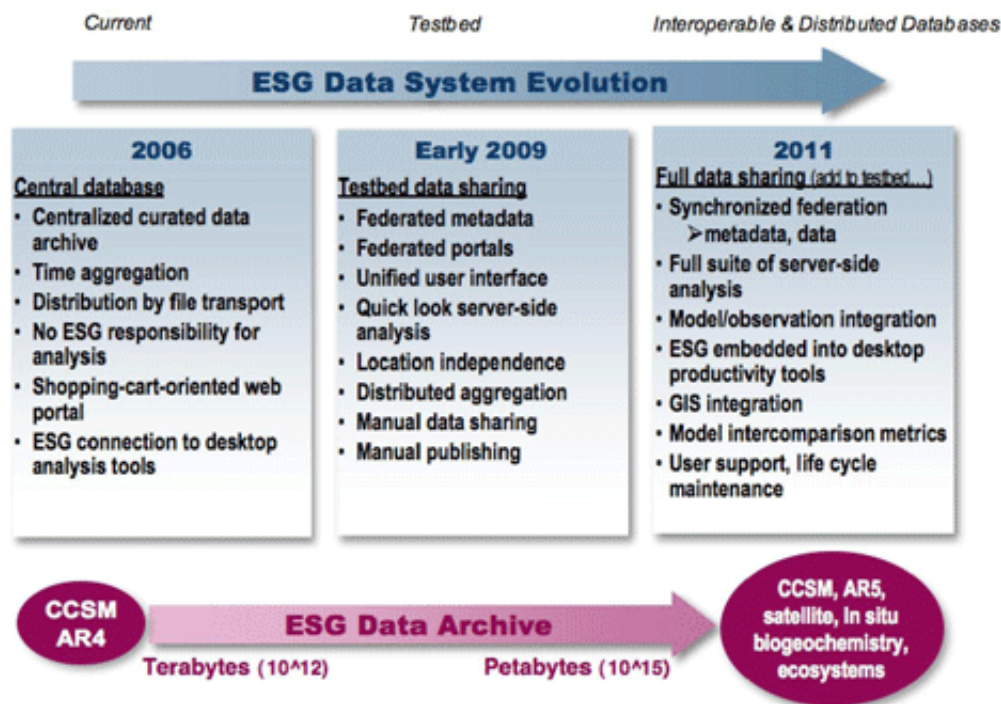 Current
Testbed
Interoperable & Distributed Databases
ESG Data System Evolution
2006
Central database
• Centralized curated data
archive
• Time aggregation
• Distribution by file transport
• No ESG responsibility for
analysis
• Shopping-cart-oriented web
portal
• ESG connection to desktop
analysis tools
Early 2009
Testbed data sharing
• Federated metadata
• Federated portals
• Unified user interface
• Quick look server-side
analysis
• Location independence
• Distributed aggregation
• Manual data sharing
• Manual publishing
2011
Full data sharing (add to testbed...)
• Synchronized federation
➢metadata, data
• Full suite of server-side
analysis
• Model/observation integration
• ESG embedded into desktop
productivity tools
• GIS integration
• Model intercomparison metrics
• User support, life cycle
maintenance
CCSM
AR4
ESG Data Archive
Terabytes (10^12)
Petabytes (10^15)
CCSM, AR5,
satellite, In situ
biogeochemistry,
ecosystems